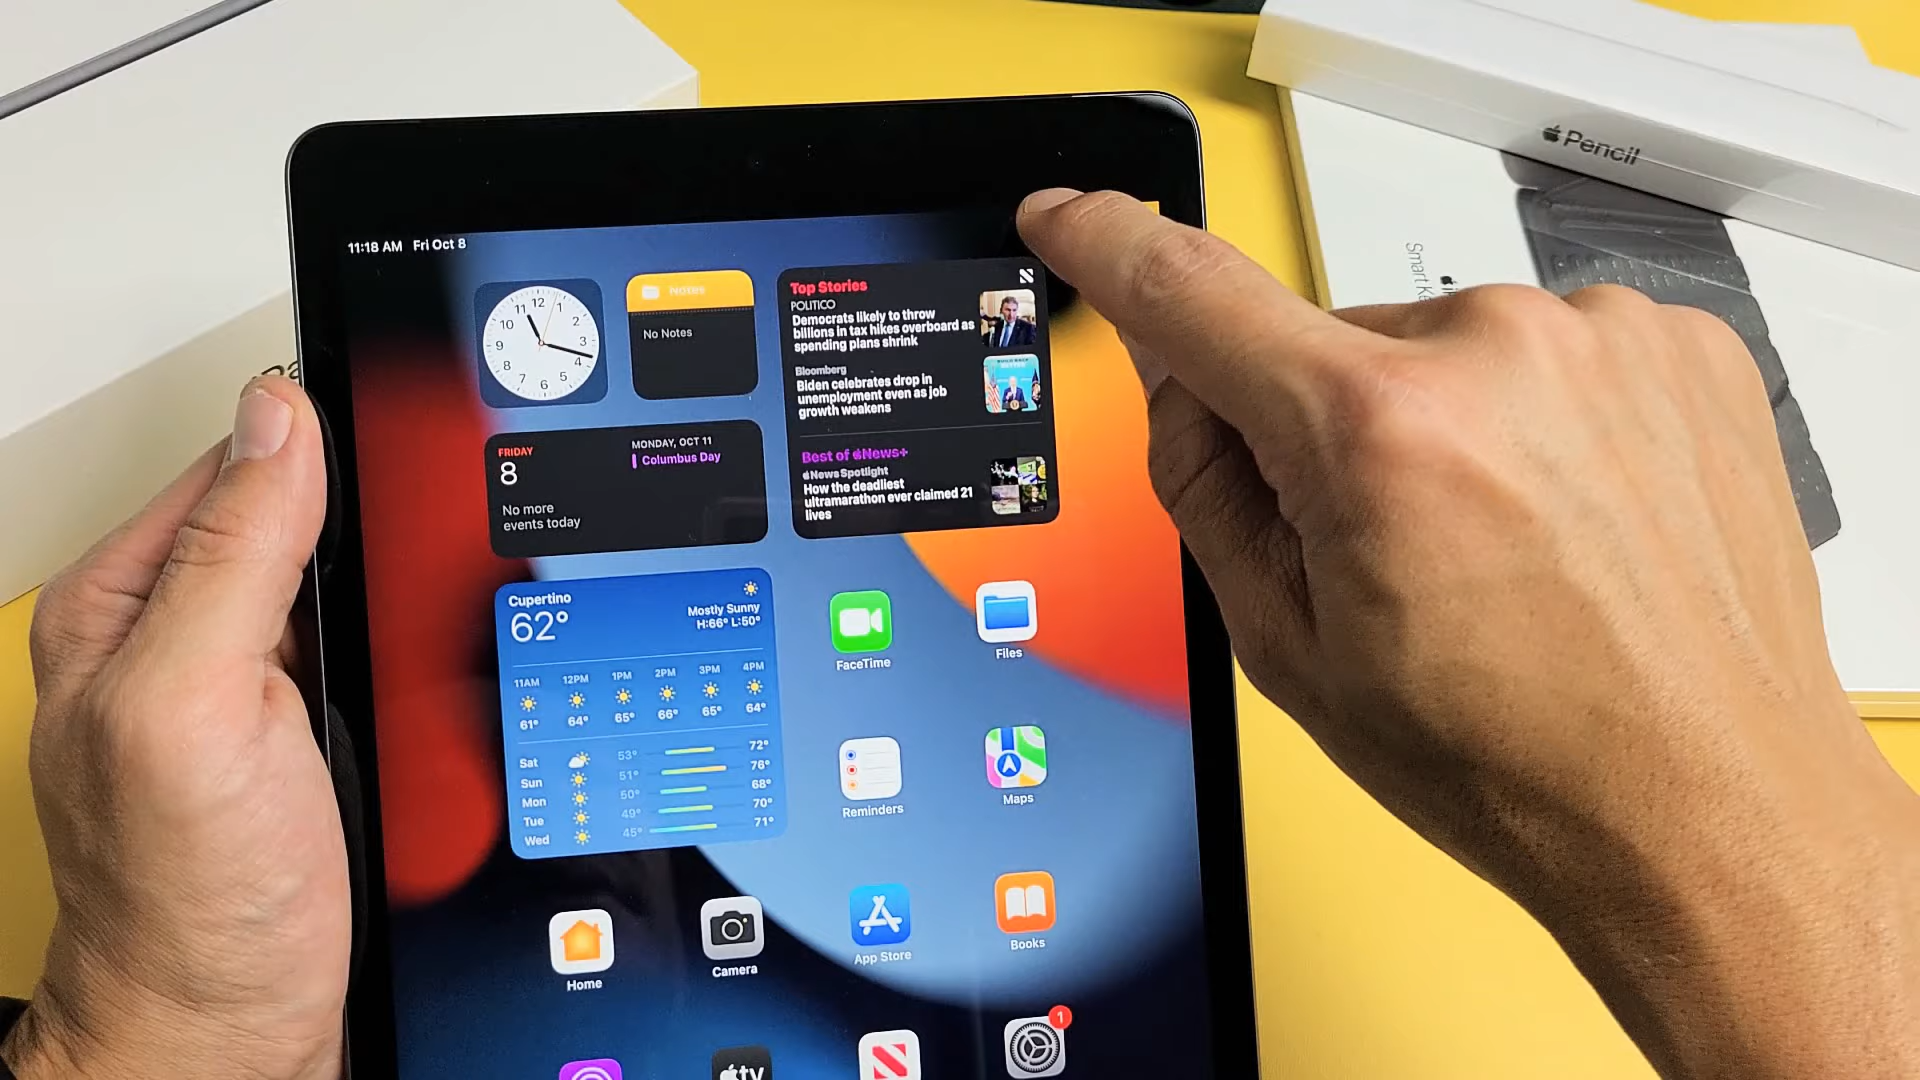 Pencil
Smart Ke
Pa
11:18 AM Fri Oct 8
12
1
2
3
4
5
6
7
8
9
10
11
Notes
No Notes
Top Stories
POLITICO
Democrats likely to throw
billions in tax hikes overboard as
spending plans shrink
Bloomberg
Biden celebrates drop in
unemployment even as job
growth weakens
Best of News+
News Spotlight
How the deadliest
ultramarathon ever claimed 21
lives
FRIDAY
8
No more
events today
MONDAY, OCT 11
Columbus Day
Cupertino
62°
Mostly Sunny
H:66° L:50°
11AM 12PM 1PM 2PM 3PM 4PM
61° 64° 65° 66° 65° 64°
Sat 53° 72°
Sun 51° 76°
Mon 50° 68°
Tue 49° 70°
Wed 45° 71°
FaceTime
Files
Reminders
Maps
Home
Camera
App Store
Books
1
tv